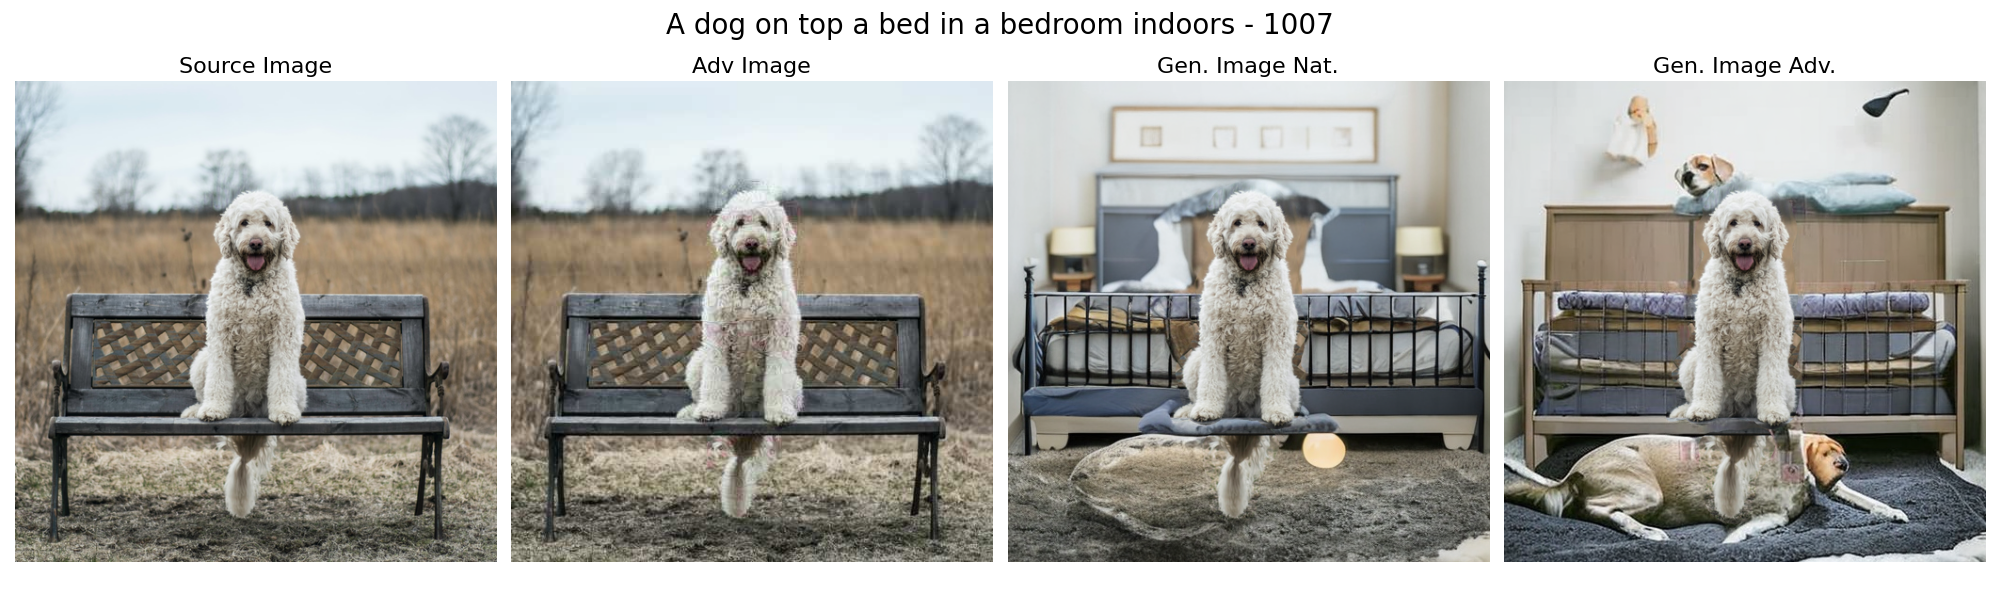 A dog on top a bed in a bedroom indoors - 1007
Source Image
Adv Image
Gen. Image Nat.
Gen. Image Adv.